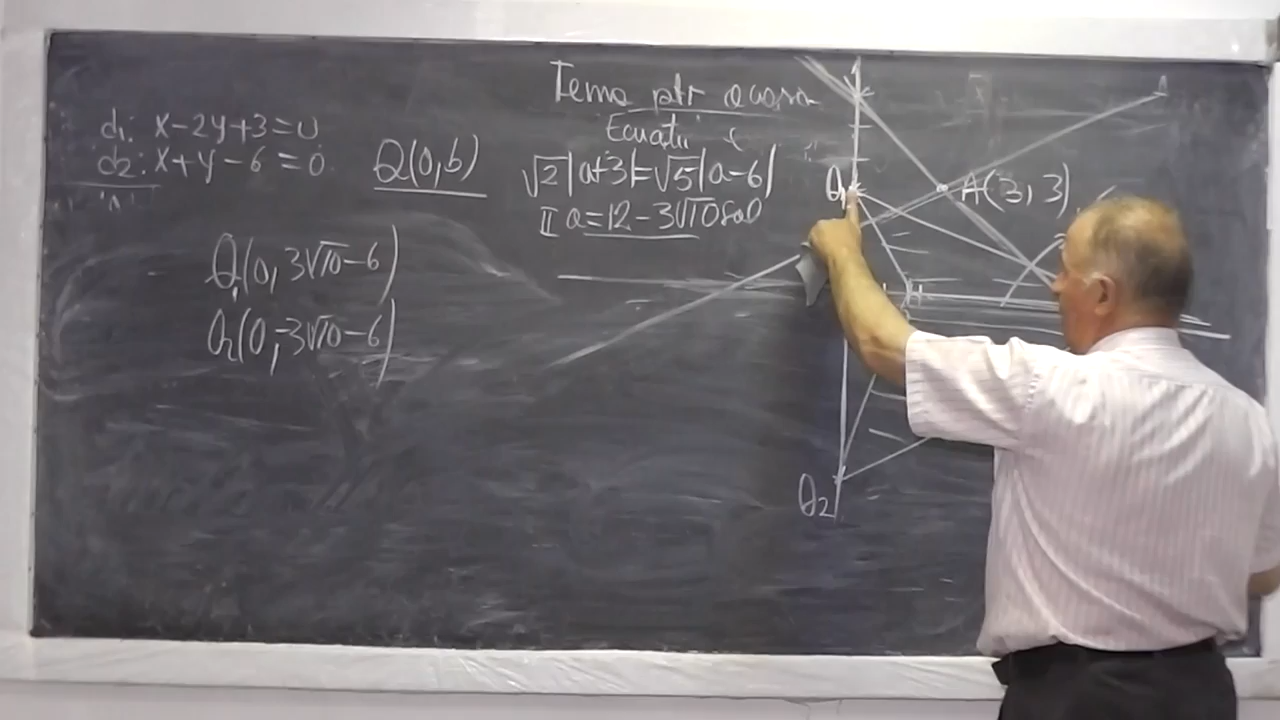 d1: x-2y+3=0
d2: x+y-6=0
Q(0,b)
Q1(0, 3√10-6)
Q2(0, -3√10-6)
Tema ptr acasa
Ecuatii
√2|a+3|=√5|a-6|
II a=12-3√10 sol
Q1
A(3,3)
Q2